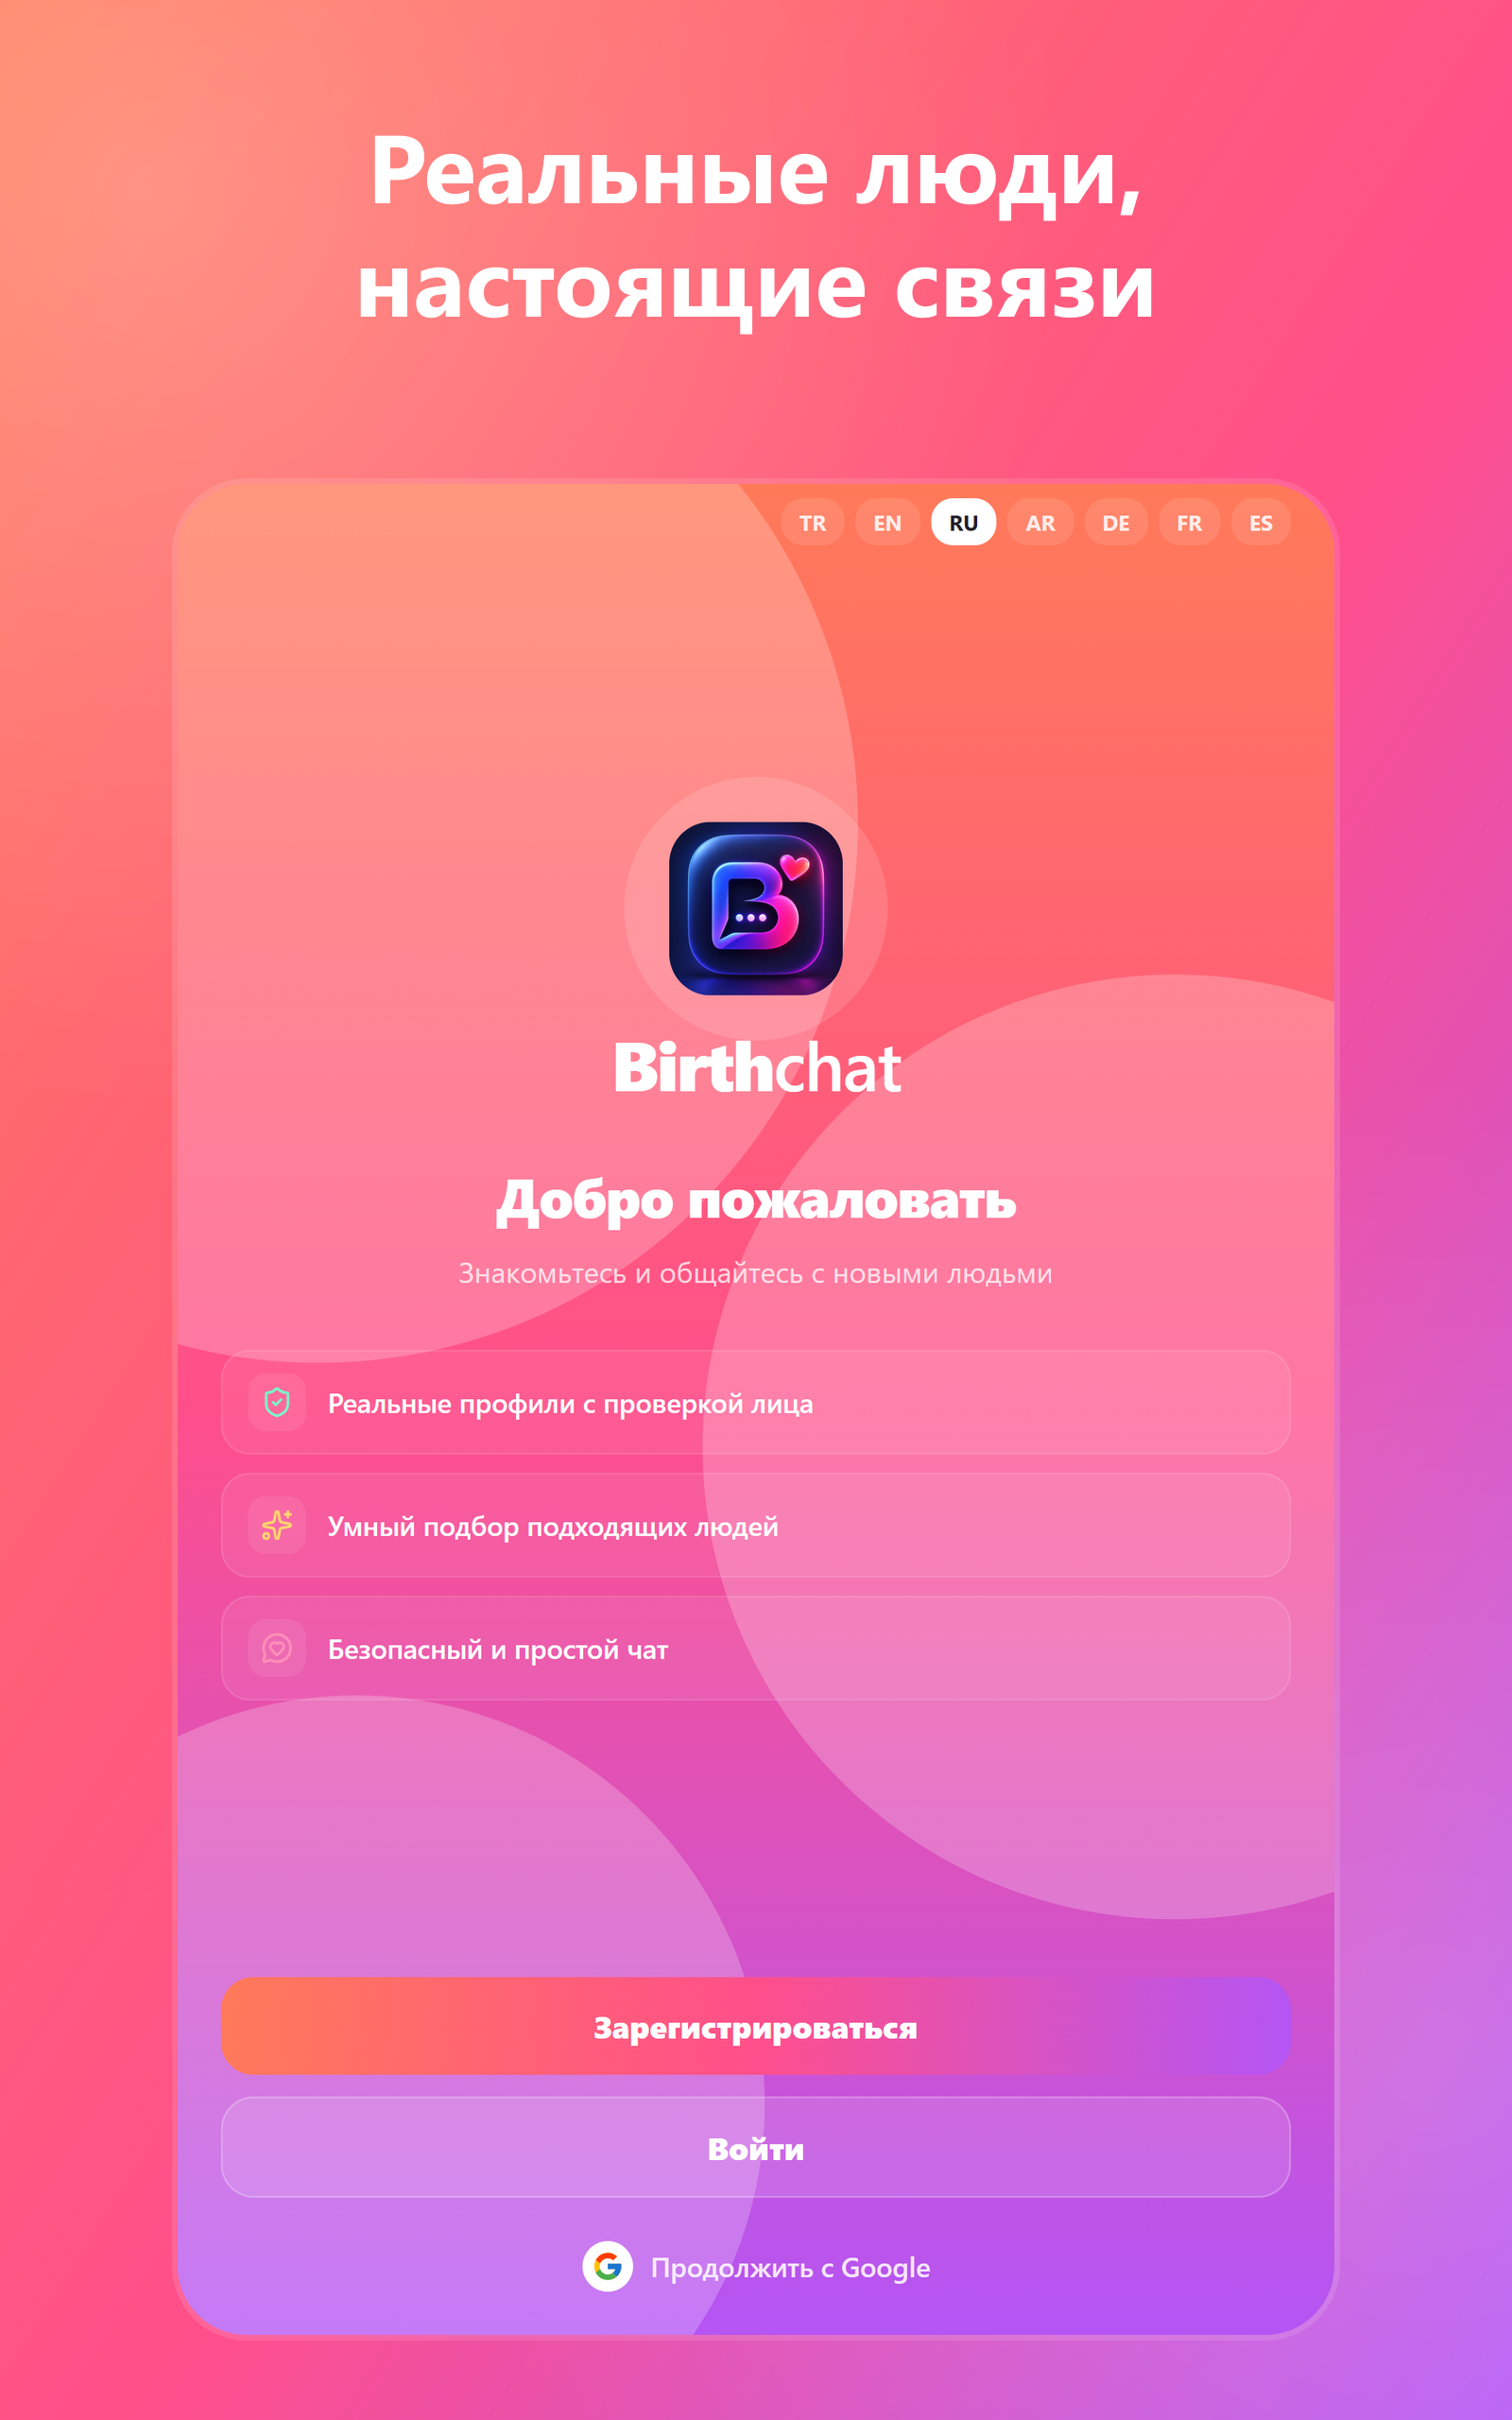 Реальные люди,
настоящие связи
TR EN RU AR DE FR ES
Birthchat
Добро пожаловать
Знакомьтесь и общайтесь с новыми людьми
Реальные профили с проверкой лица
Умный подбор подходящих людей
Безопасный и простой чат
Зарегистрироваться
Войти
Продолжить с Google